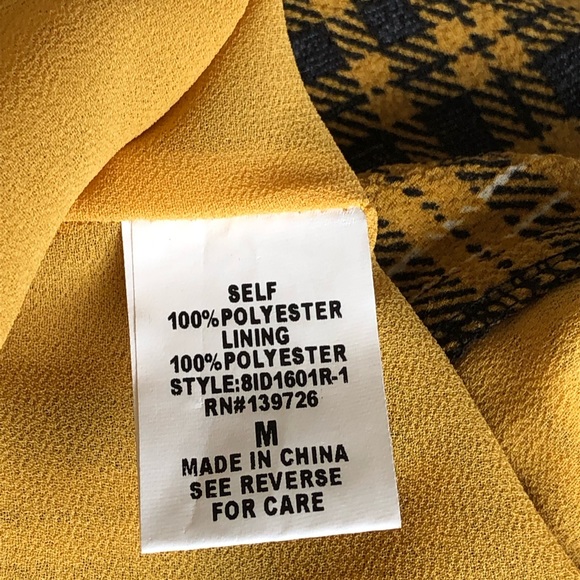 SELF
100%POLYESTER
LINING
100%POLYESTER
STYLE:8ID1601R-1
RN#139726
M
MADE IN CHINA
SEE REVERSE
FOR CARE